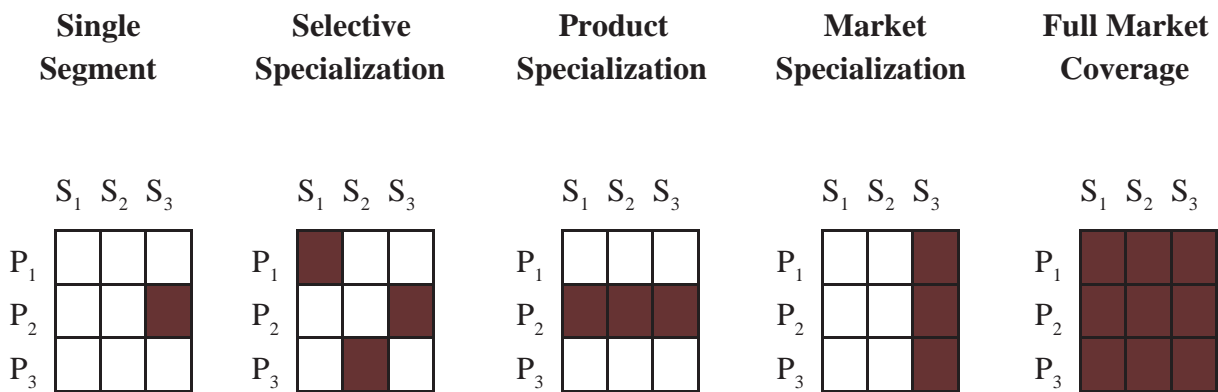 Single
Segment
Selective
Specialization
Product
Specialization
Market
Specialization
Full Market
Coverage
S₁ S₂ S₃
S₁ S₂ S₃
S₁ S₂ S₃
S₁ S₂ S₃
S₁ S₂ S₃
P₁
P₂
P₃
P₁
P₂
P₃
P₁
P₂
P₃
P₁
P₂
P₃
P₁
P₂
P₃